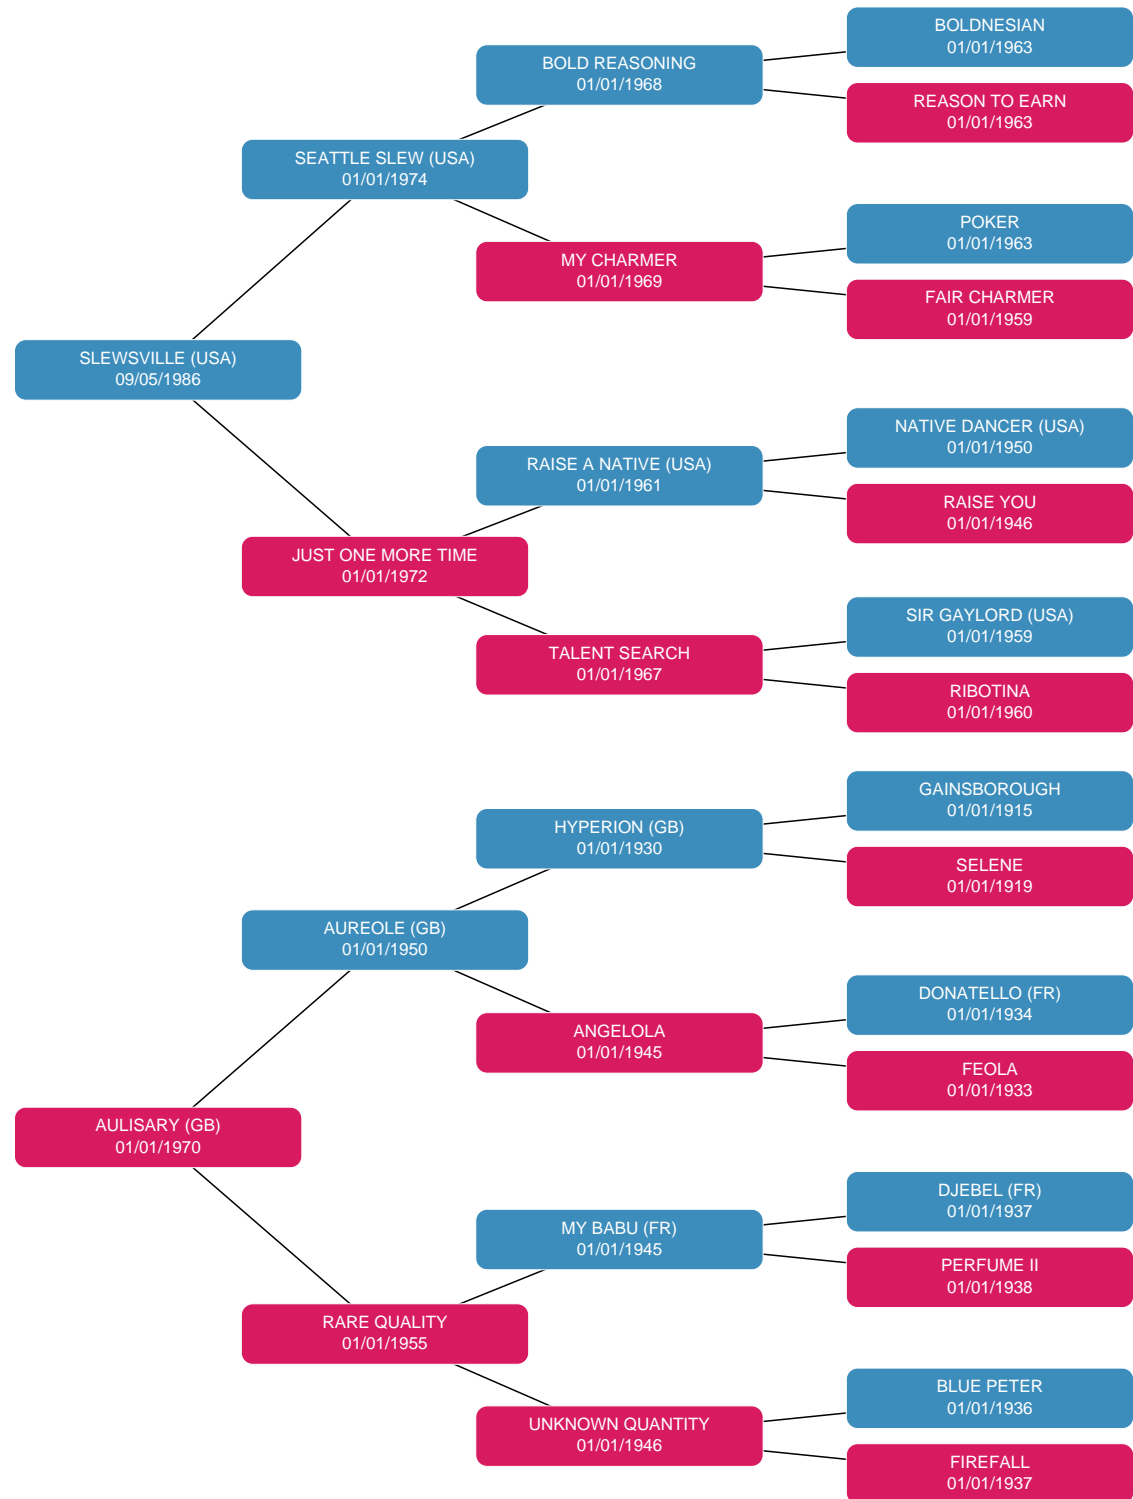 BOLDNESIAN
01/01/1963
BOLD REASONING
01/01/1968
REASON TO EARN
01/01/1963
SEATTLE SLEW (USA)
01/01/1974
POKER
01/01/1963
MY CHARMER
01/01/1969
FAIR CHARMER
01/01/1959
SLEWSVILLE (USA)
09/05/1986
NATIVE DANCER (USA)
01/01/1950
RAISE A NATIVE (USA)
01/01/1961
RAISE YOU
01/01/1946
JUST ONE MORE TIME
01/01/1972
SIR GAYLORD (USA)
01/01/1959
TALENT SEARCH
01/01/1967
RIBOTINA
01/01/1960
GAINSBOROUGH
01/01/1915
HYPERION (GB)
01/01/1930
SELENE
01/01/1919
AUREOLE (GB)
01/01/1950
DONATELLO (FR)
01/01/1934
ANGELOLA
01/01/1945
FEOLA
01/01/1933
AULISARY (GB)
01/01/1970
DJEBEL (FR)
01/01/1937
MY BABU (FR)
01/01/1945
PERFUME II
01/01/1938
RARE QUALITY
01/01/1955
BLUE PETER
01/01/1936
UNKNOWN QUANTITY
01/01/1946
FIREFALL
01/01/1937